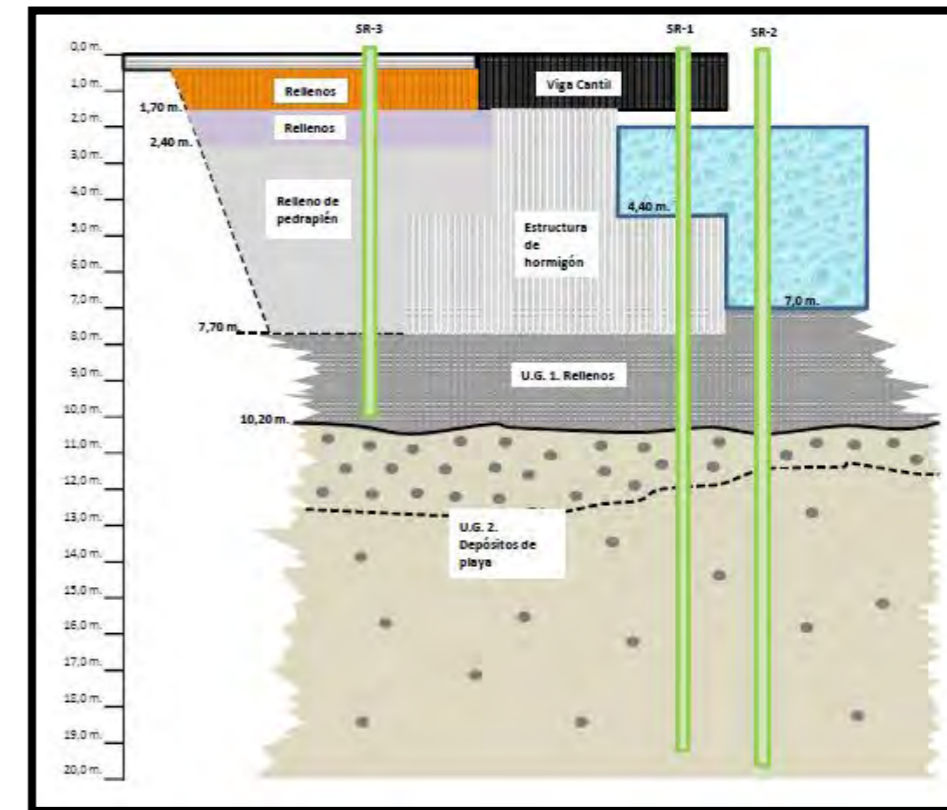 SR-3
SR-1
SR-2
0,0 m.
1,0 m.
2,0 m.
3,0 m.
4,0 m.
5,0 m.
6,0 m.
7,0 m.
8,0 m.
9,0 m.
10,0 m.
11,0 m.
12,0 m.
13,0 m.
14,0 m.
15,0 m.
16,0 m.
17,0 m.
18,0 m.
19,0 m.
20,0 m.
Rellenos
Viga Cantil
1,70 m.
Rellenos
2,40 m.
Relleno de
pedraplén
4,40 m.
Estructura
de
hormigón
7,0 m.
7,70 m.
U.G. 1. Rellenos
10,20 m.
U.G. 2.
Depósitos de
playa